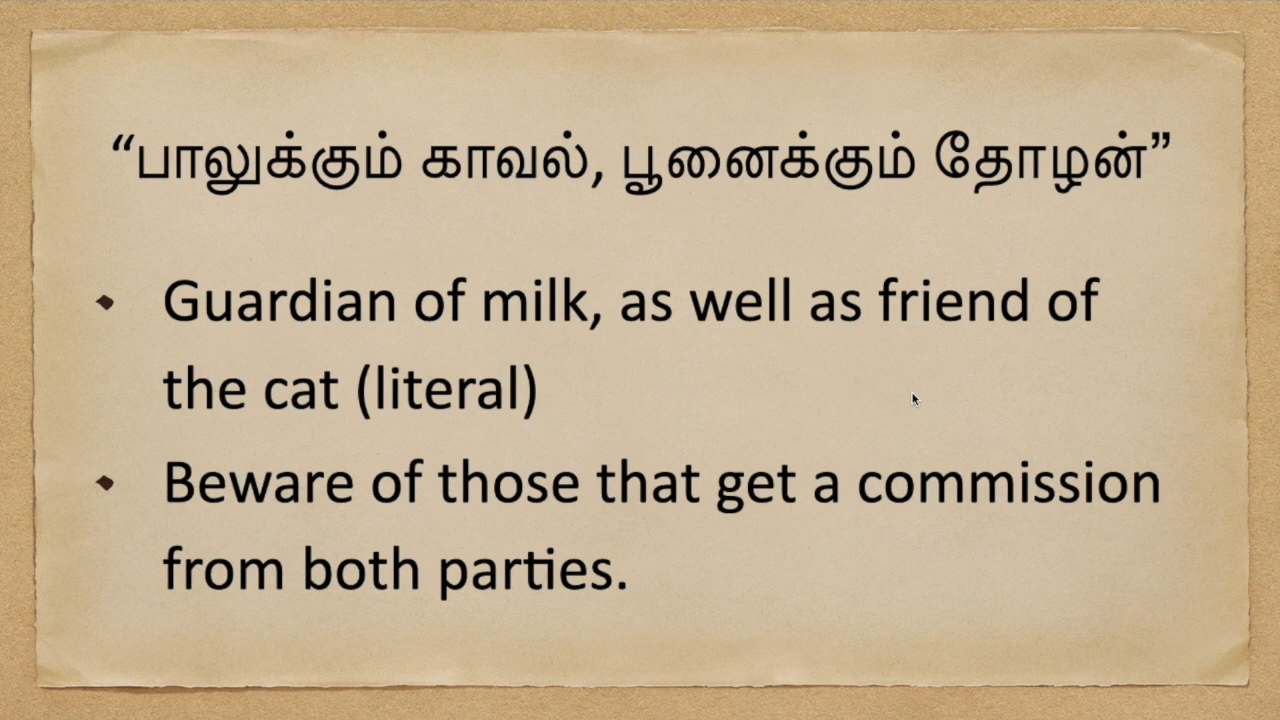 “பாலுக்கும் காவல், பூனைக்கும் தோழன்”
Guardian of milk, as well as friend of
the cat (literal)
Beware of those that get a commission
from both parties.